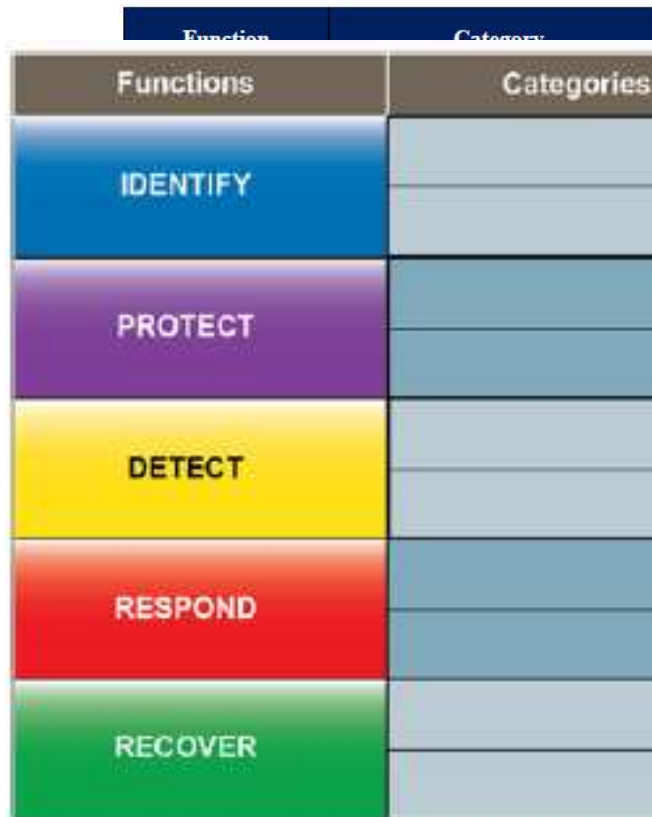 Function Category
Functions Categories
IDENTIFY
PROTECT
DETECT
RESPOND
RECOVER